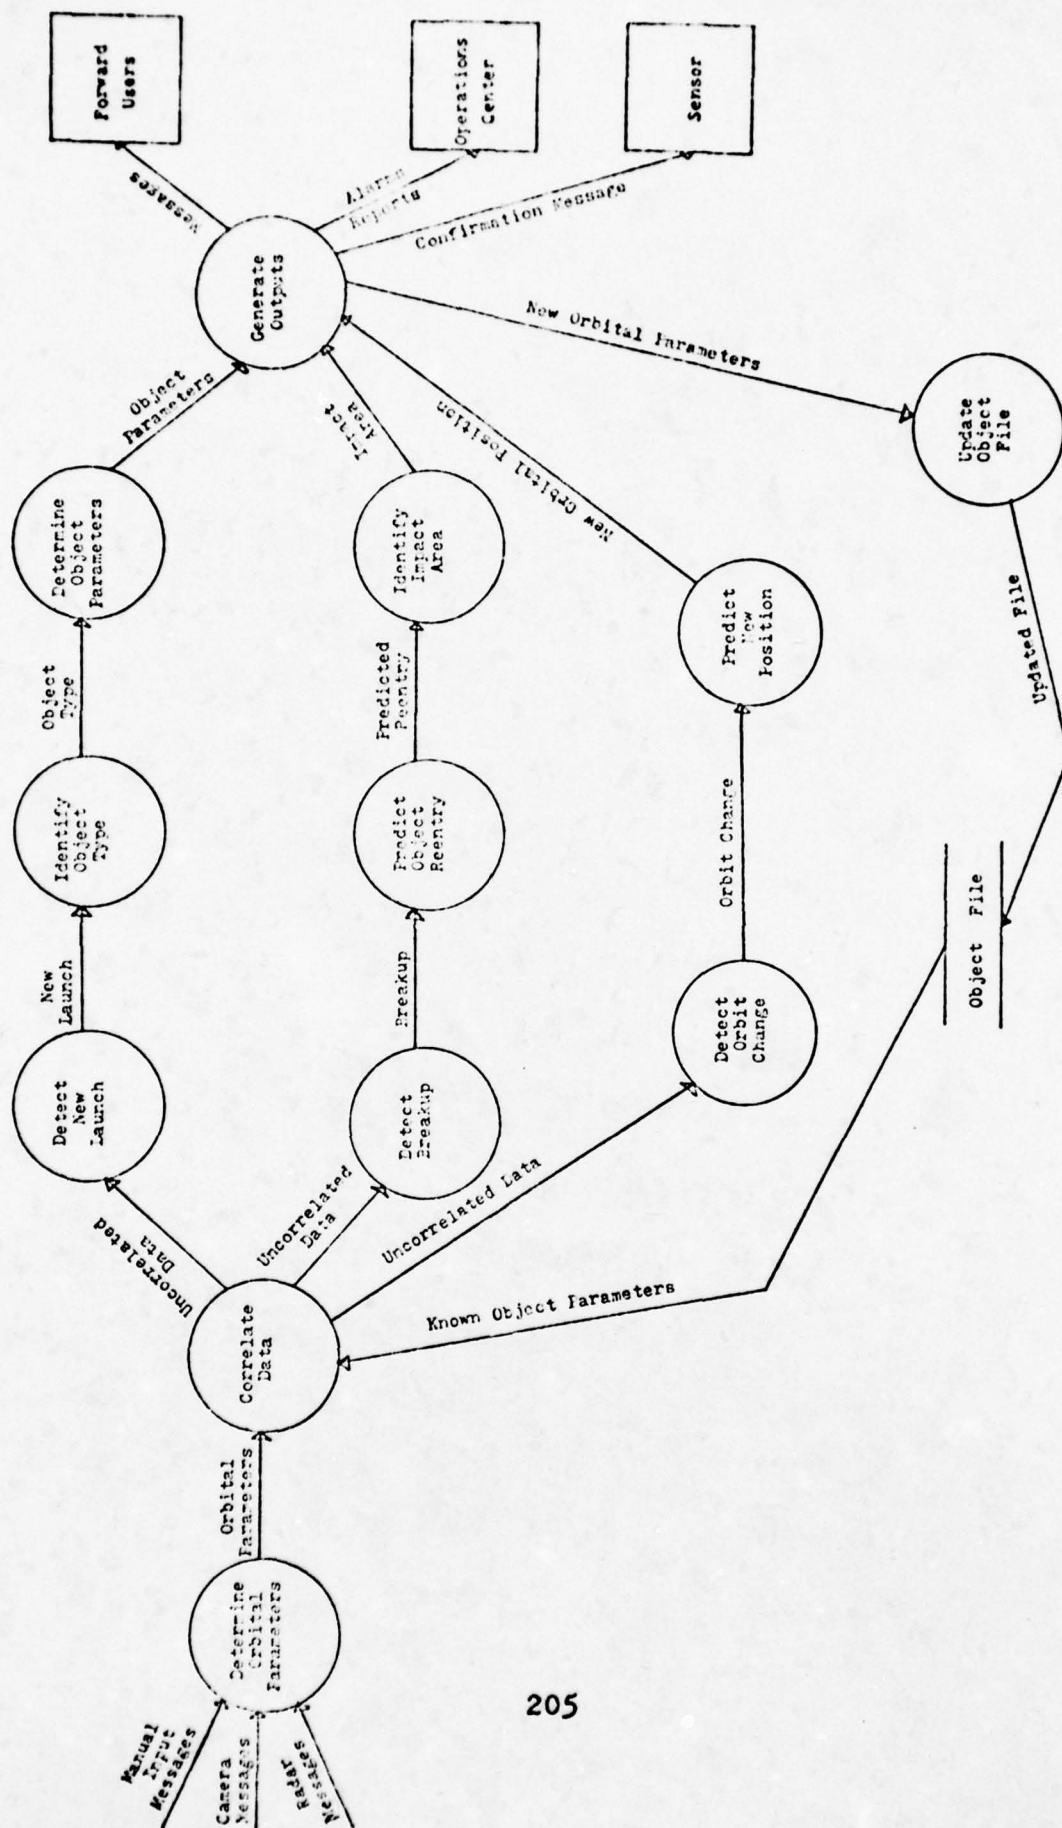 Manual
Input
Messages
Camera
Messages
Radar
Messages
Determine
Orbital
Parameters
Orbital
Parameters
Correlate
Data
Uncorrelated
Data
Uncorrelated
Data
Uncorrelated Data
Known Object Parameters
Detect
New
Launch
New
Launch
Identify
Object
Type
Object
Type
Determine
Object
Parameters
Object
Parameters
Detect
Breakup
Breakup
Predict
Object
Reentry
Predicted
Reentry
Identify
Impact
Area
Impact
Area
Detect
Orbit
Change
Orbit Change
Predict
New
Position
New Orbital Position
Generate
Outputs
Messages
Forward
Users
Alarms
Reports
Operations
Center
Confirmation Message
Sensor
New Orbital Parameters
Update
Object
File
Updated File
Object File
205